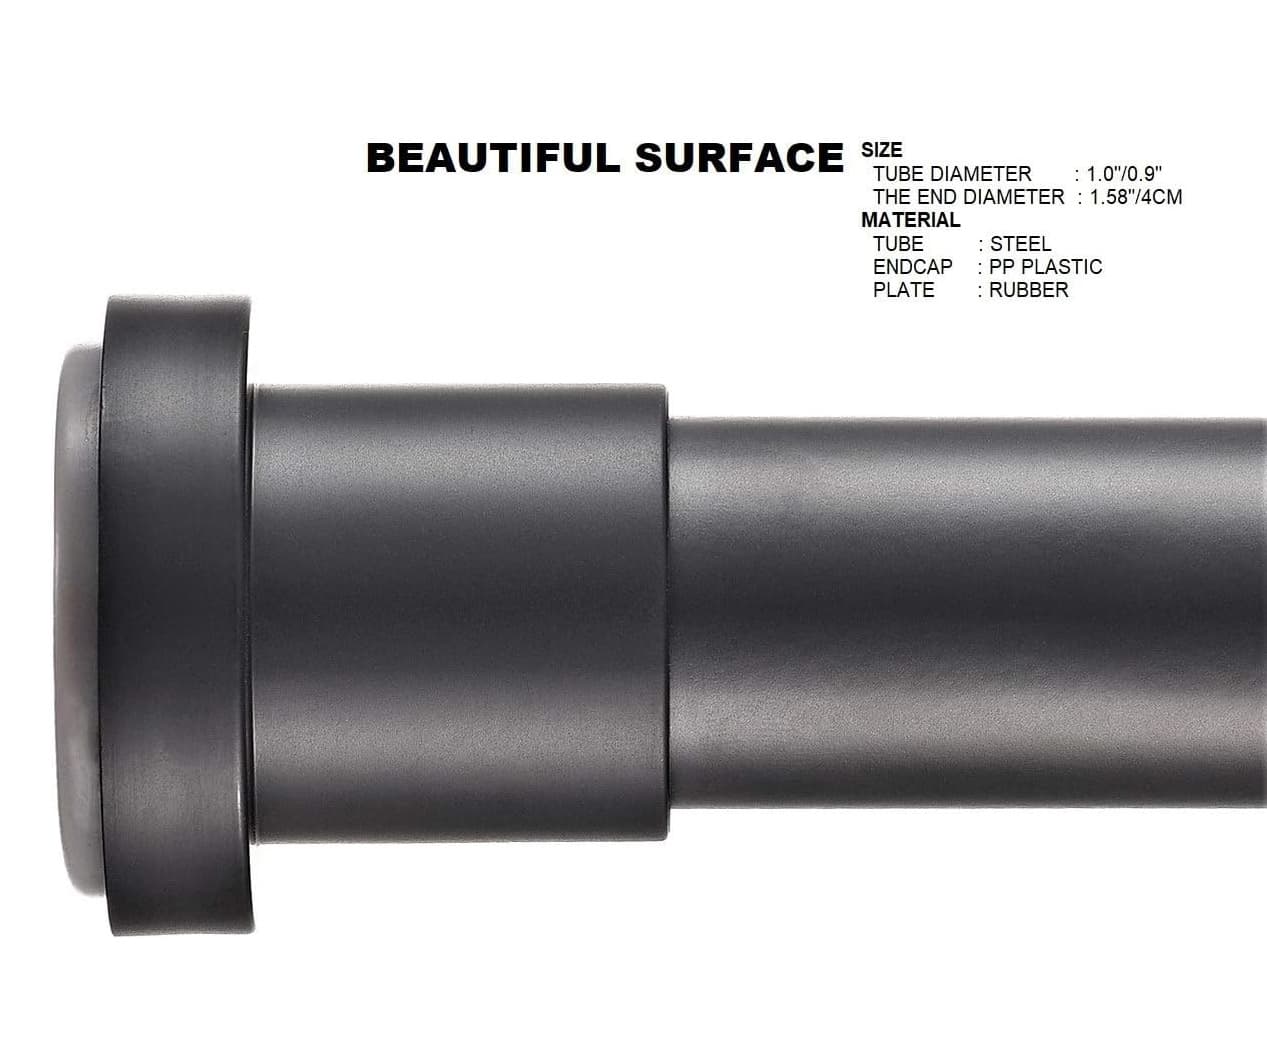 BEAUTIFUL SURFACE
SIZE
TUBE DIAMETER : 1.0"/0.9"
THE END DIAMETER : 1.58"/4CM
MATERIAL
TUBE : STEEL
ENDCAP : PP PLASTIC
PLATE : RUBBER